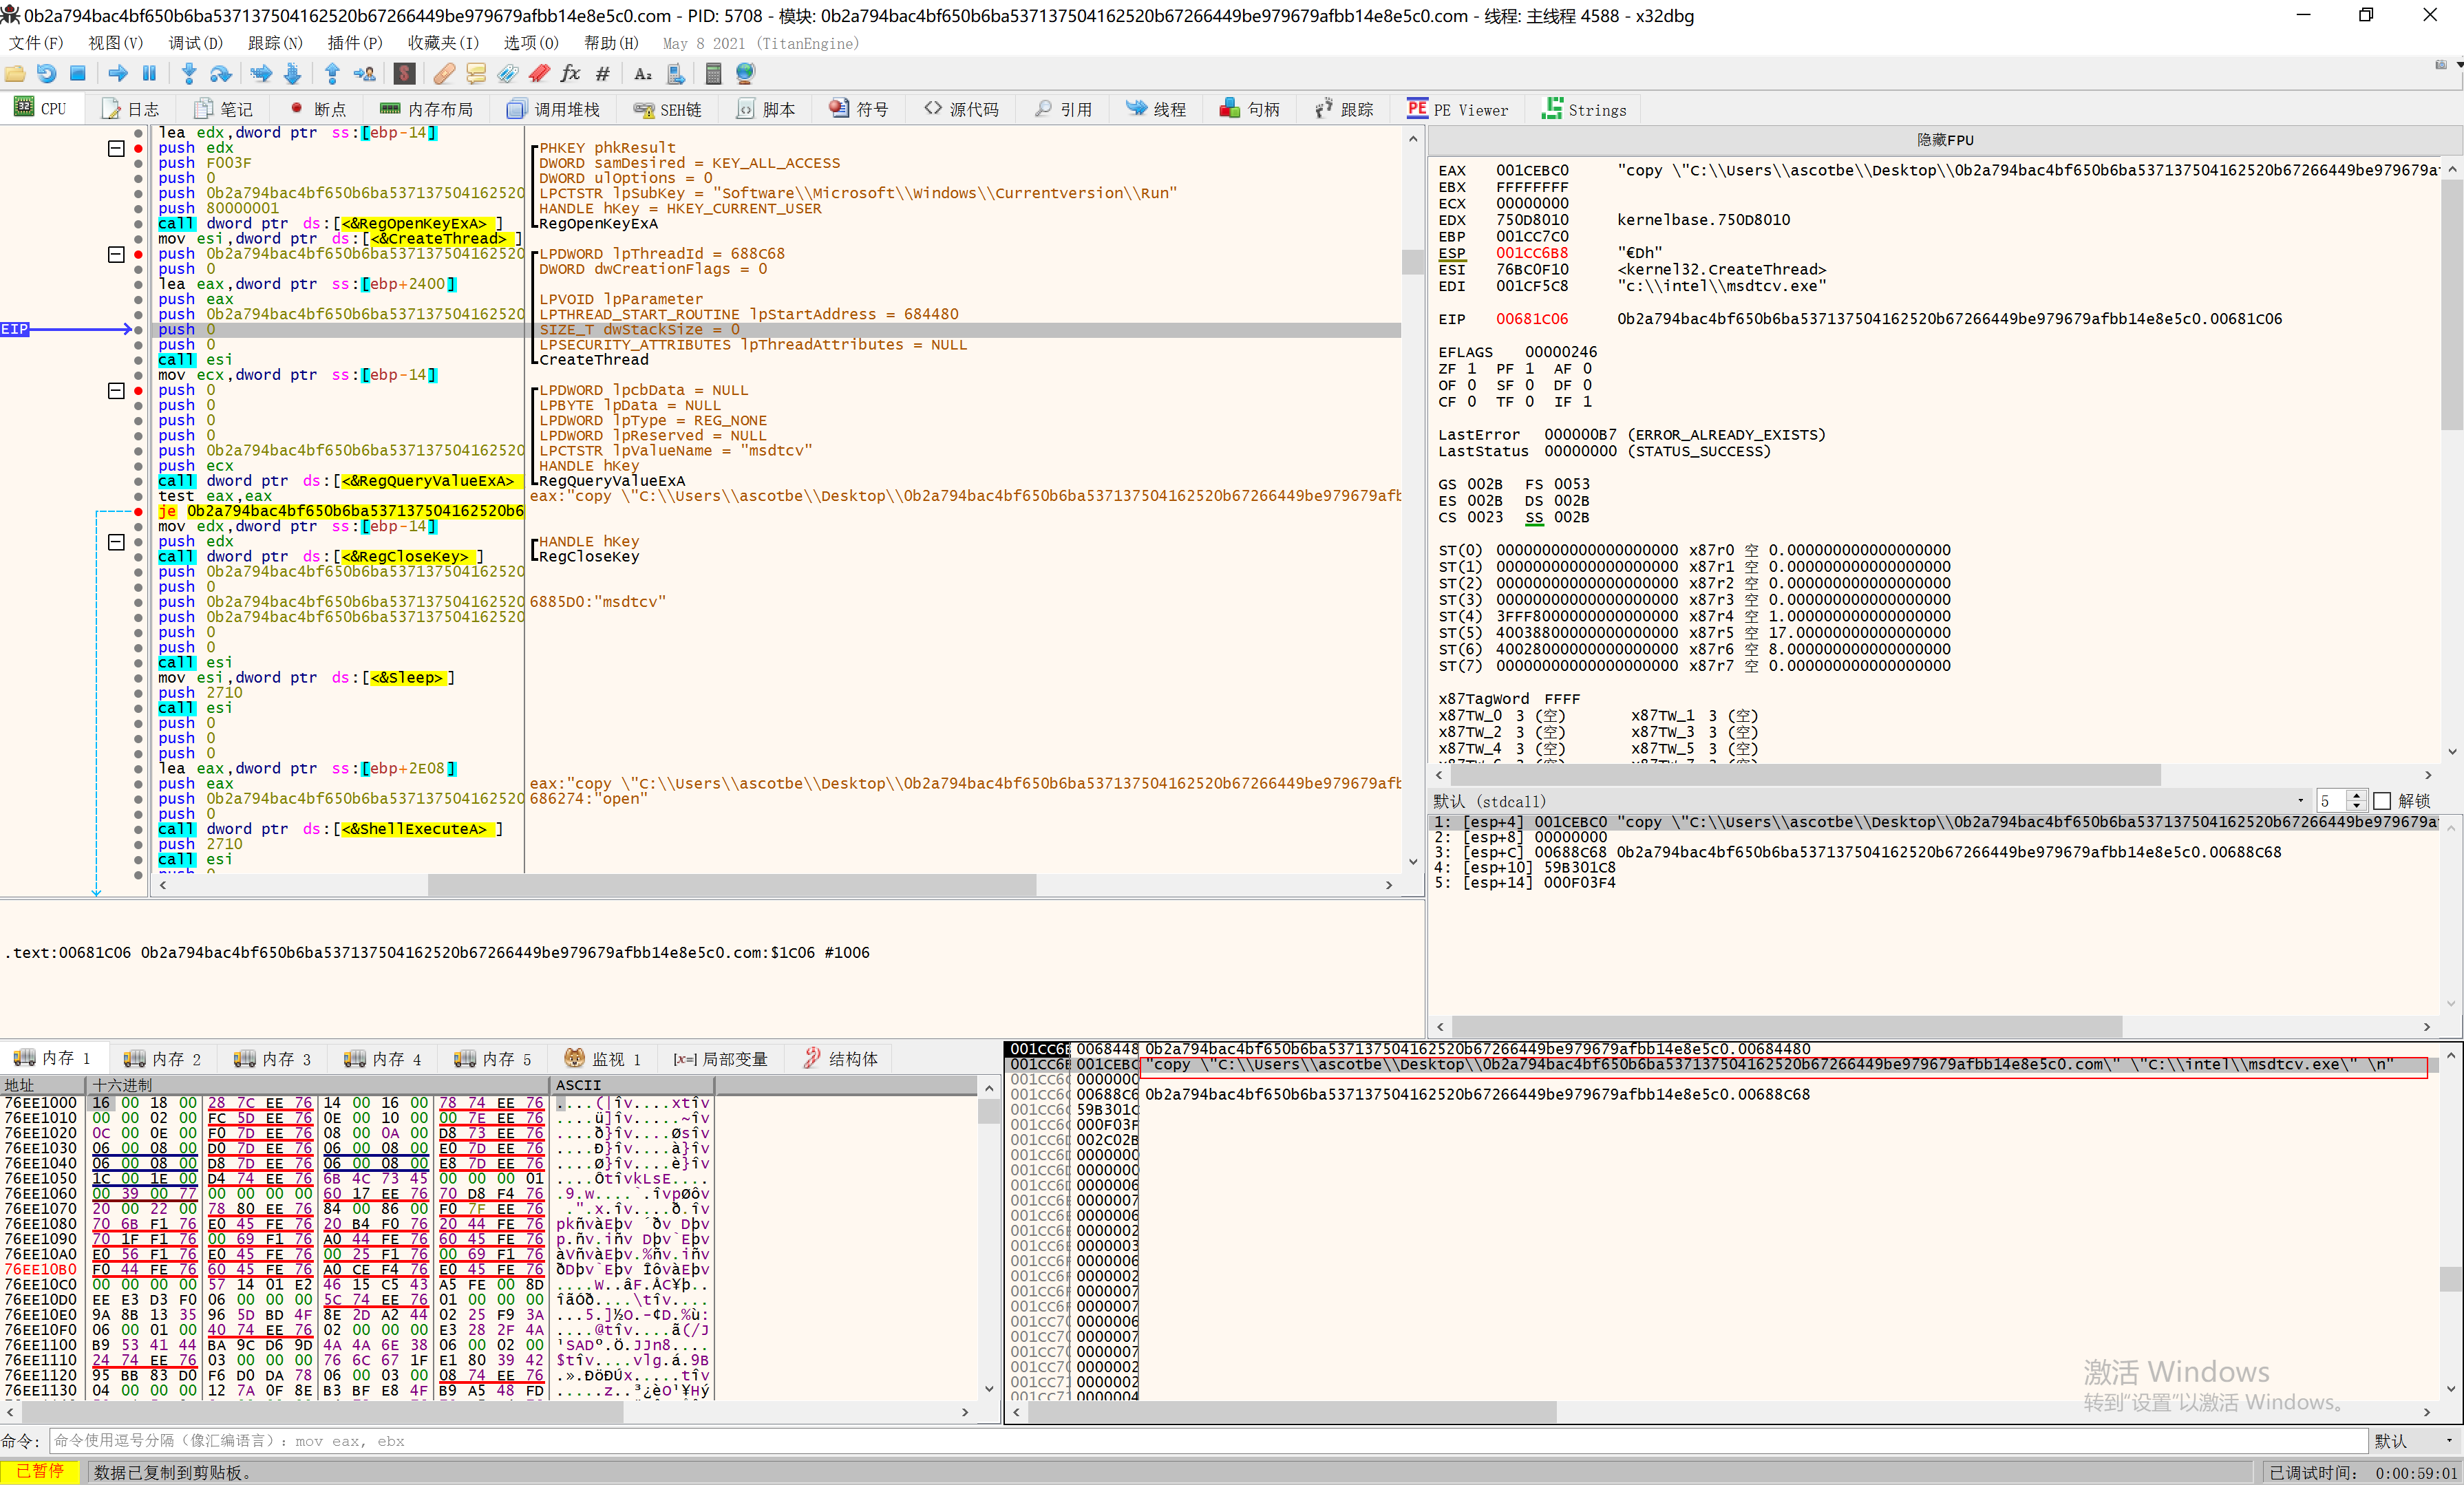 0b2a794bac4bf650b6ba537137504162520b67266449be979679afbb14e8e5c0.com - PID: 5708 - 模块: 0b2a794bac4bf650b6ba537137504162520b67266449be979679afbb14e8e5c0.com - 线程: 主线程 4588 - x32dbg
文件(F) 视图(V) 调试(D) 跟踪(N) 插件(P) 收藏夹(I) 选项(O) 帮助(H) May 8 2021 (TitanEngine)
CPU 日志 笔记 断点 内存布局 调用堆栈 SEH链 脚本 符号 源代码 引用 线程 句柄 跟踪 PE Viewer Strings
lea edx,dword ptr ss:[ebp-14]
push edx PHKEY phkResult
push F003F DWORD samDesired = KEY_ALL_ACCESS
push 0 DWORD ulOptions = 0
push 0b2a794bac4bf650b6ba537137504162520 LPCTSTR lpSubKey = "Software\\Microsoft\\Windows\\Currentversion\\Run"
push 80000001 HANDLE hKey = HKEY_CURRENT_USER
call dword ptr ds:[<&RegOpenKeyExA>] RegOpenKeyExA
mov esi,dword ptr ds:[<&CreateThread>]
push 0b2a794bac4bf650b6ba537137504162520 LPDWORD lpThreadId = 688C68
push 0 DWORD dwCreationFlags = 0
lea eax,dword ptr ss:[ebp+2400]
push eax LPVOID lpParameter
push 0b2a794bac4bf650b6ba537137504162520 LPTHREAD_START_ROUTINE lpStartAddress = 684480
EIP push 0 SIZE_T dwStackSize = 0
push 0 LPSECURITY_ATTRIBUTES lpThreadAttributes = NULL
call esi CreateThread
mov ecx,dword ptr ss:[ebp-14]
push 0 LPDWORD lpcbData = NULL
push 0 LPBYTE lpData = NULL
push 0 LPDWORD lpType = REG_NONE
push 0 LPDWORD lpReserved = NULL
push 0b2a794bac4bf650b6ba537137504162520 LPCTSTR lpValueName = "msdtcv"
push ecx HANDLE hKey
call dword ptr ds:[<&RegQueryValueExA> RegQueryValueExA
test eax,eax eax:"copy \"C:\\Users\\ascotbe\\Desktop\\0b2a794bac4bf650b6ba537137504162520b67266449be979679afb
je 0b2a794bac4bf650b6ba537137504162520b6
mov edx,dword ptr ss:[ebp-14]
push edx HANDLE hKey
call dword ptr ds:[<&RegCloseKey>] RegCloseKey
push 0b2a794bac4bf650b6ba537137504162520
push 0
push 0b2a794bac4bf650b6ba537137504162520 6885D0:"msdtcv"
push 0b2a794bac4bf650b6ba537137504162520
push 0
push 0
call esi
mov esi,dword ptr ds:[<&Sleep>]
push 2710
call esi
push 0
push 0
push 0
lea eax,dword ptr ss:[ebp+2E08]
push eax eax:"copy \"C:\\Users\\ascotbe\\Desktop\\0b2a794bac4bf650b6ba537137504162520b67266449be979679afb
push 0b2a794bac4bf650b6ba537137504162520 686274:"open"
push 0
call dword ptr ds:[<&ShellExecuteA>]
push 2710
call esi
.text:00681C06 0b2a794bac4bf650b6ba537137504162520b67266449be979679afbb14e8e5c0.com:$1C06 #1006
隐藏FPU
EAX 001CEBC0 "copy \"C:\\Users\\ascotbe\\Desktop\\0b2a794bac4bf650b6ba537137504162520b67266449be979679a
EBX FFFFFFFF
ECX 00000000
EDX 750D8010 kernelbase.750D8010
EBP 001CC7C0
ESP 001CC6B8 "€Dh"
ESI 76BC0F10 <kernel32.CreateThread>
EDI 001CF5C8 "c:\\intel\\msdtcv.exe"
EIP 00681C06 0b2a794bac4bf650b6ba537137504162520b67266449be979679afbb14e8e5c0.00681C06
EFLAGS 00000246
ZF 1 PF 1 AF 0
OF 0 SF 0 DF 0
CF 0 TF 0 IF 1
LastError 000000B7 (ERROR_ALREADY_EXISTS)
LastStatus 00000000 (STATUS_SUCCESS)
GS 002B FS 0053
ES 002B DS 002B
CS 0023 SS 002B
ST(0) 00000000000000000000 x87r0 空 0.000000000000000000
ST(1) 00000000000000000000 x87r1 空 0.000000000000000000
ST(2) 00000000000000000000 x87r2 空 0.000000000000000000
ST(3) 00000000000000000000 x87r3 空 0.000000000000000000
ST(4) 3FFF8000000000000000 x87r4 空 1.000000000000000000
ST(5) 40038800000000000000 x87r5 空 17.00000000000000000
ST(6) 40028000000000000000 x87r6 空 8.000000000000000000
ST(7) 00000000000000000000 x87r7 空 0.000000000000000000
x87TagWord FFFF
x87TW_0 3 (空) x87TW_1 3 (空)
x87TW_2 3 (空) x87TW_3 3 (空)
x87TW_4 3 (空) x87TW_5 3 (空)
默认 (stdcall) 5 解锁
1: [esp+4] 001CEBC0 "copy \"C:\\Users\\ascotbe\\Desktop\\0b2a794bac4bf650b6ba537137504162520b67266449be979679a
2: [esp+8] 00000000
3: [esp+C] 00688C68 0b2a794bac4bf650b6ba537137504162520b67266449be979679afbb14e8e5c0.00688C68
4: [esp+10] 59B301C8
5: [esp+14] 000F03F4
内存 1 内存 2 内存 3 内存 4 内存 5 监视 1 [x=] 局部变量 结构体
地址 十六进制 ASCII
76EE1000 16 00 18 00 28 7C EE 76 14 00 16 00 78 74 EE 76 ....(|îv....xtîv
76EE1010 00 00 02 00 FC 5D EE 76 0E 00 10 00 00 7E EE 76 ....ü]îv.....~îv
76EE1020 0C 00 0E 00 F0 7D EE 76 08 00 0A 00 D8 73 EE 76 ....ð}îv....Øsîv
76EE1030 06 00 08 00 D0 7D EE 76 06 00 08 00 E0 7D EE 76 ....Ð}îv....à}îv
76EE1040 06 00 08 00 D8 7D EE 76 06 00 08 00 E8 7D EE 76 ....Ø}îv....è}îv
76EE1050 1C 00 1E 00 D4 74 EE 76 6B 4C 73 45 00 00 00 01 ....ÔtîvkLsE....
76EE1060 00 39 00 77 00 00 00 00 60 17 EE 76 70 D8 F4 76 .9.w....`.îvpØôv
76EE1070 20 00 22 00 78 80 EE 76 84 00 86 00 F0 7F EE 76 .".x.îv....ð.îv
76EE1080 70 6B F1 76 E0 45 FE 76 20 B4 F0 76 20 44 FE 76 pkñvàEþv ´ðv Dþv
76EE1090 70 1F F1 76 00 69 F1 76 A0 44 FE 76 60 45 FE 76 p.ñv.iñv Dþv`Eþv
76EE10A0 E0 56 F1 76 E0 45 FE 76 00 25 F1 76 00 69 F1 76 àVñvàEþv.%ñv.iñv
76EE10B0 F0 44 FE 76 60 45 FE 76 A0 CE F4 76 E0 45 FE 76 ðDþv`Eþv ÎôvàEþv
76EE10C0 00 00 00 00 57 14 01 E2 46 15 C5 43 A5 FE 00 8D ....W..âF.ÅC¥þ..
76EE10D0 EE E3 D3 F0 06 00 00 00 5C 74 EE 76 01 00 00 00 îãÓð....\tîv....
76EE10E0 9A 8B 13 35 96 5D BD 4F 8E 2D A2 44 02 25 F9 3A ...5.]½O.-¢D.%ù:
76EE10F0 06 00 01 00 40 74 EE 76 02 00 00 00 E3 28 2F 4A ....@tîv....ã(/J
76EE1100 B9 53 41 44 BA 9C D6 9D 4A 4A 6E 38 06 00 02 00 ¹SADº.Ö.JJn8....
76EE1110 24 74 EE 76 03 00 00 00 76 6C 67 1F E1 80 39 42 $tîv....vlg.á.9B
76EE1120 95 BB 83 D0 F6 D0 DA 78 06 00 03 00 08 74 EE 76 .».ÐöÐÚx.....tîv
76EE1130 04 00 00 00 12 7A 0F 8E B3 BF E8 4F B9 A5 48 FD .....z..³¿èO¹¥Hý
001CC6B 0068448 0b2a794bac4bf650b6ba537137504162520b67266449be979679afbb14e8e5c0.00684480
001CC6B 001CEBC "copy \"C:\\Users\\ascotbe\\Desktop\\0b2a794bac4bf650b6ba537137504162520b67266449be979679afbb14e8e5c0.com\" \"C:\\intel\\msdtcv.exe\" \n"
001CC6C 0000000
001CC6C 00688C6 0b2a794bac4bf650b6ba537137504162520b67266449be979679afbb14e8e5c0.00688C68
001CC6C 59B301C
001CC6C 000F03F
001CC6D 002C02B
001CC6D 0000000
001CC6D 0000000
001CC6D 0000006
001CC6E 0000007
001CC6E 0000006
001CC6E 0000002
001CC6E 0000003
001CC6F 0000006
001CC6F 0000002
001CC6F 0000007
001CC6F 0000007
001CC70 0000006
001CC70 0000007
001CC70 0000007
001CC70 0000002
001CC71 0000002
001CC71 0000004
激活 Windows
转到"设置"以激活 Windows。
命令: 命令使用逗号分隔（像汇编语言）: mov eax, ebx 默认
已暂停 数据已复制到剪贴板。 已调试时间: 0:00:59:01